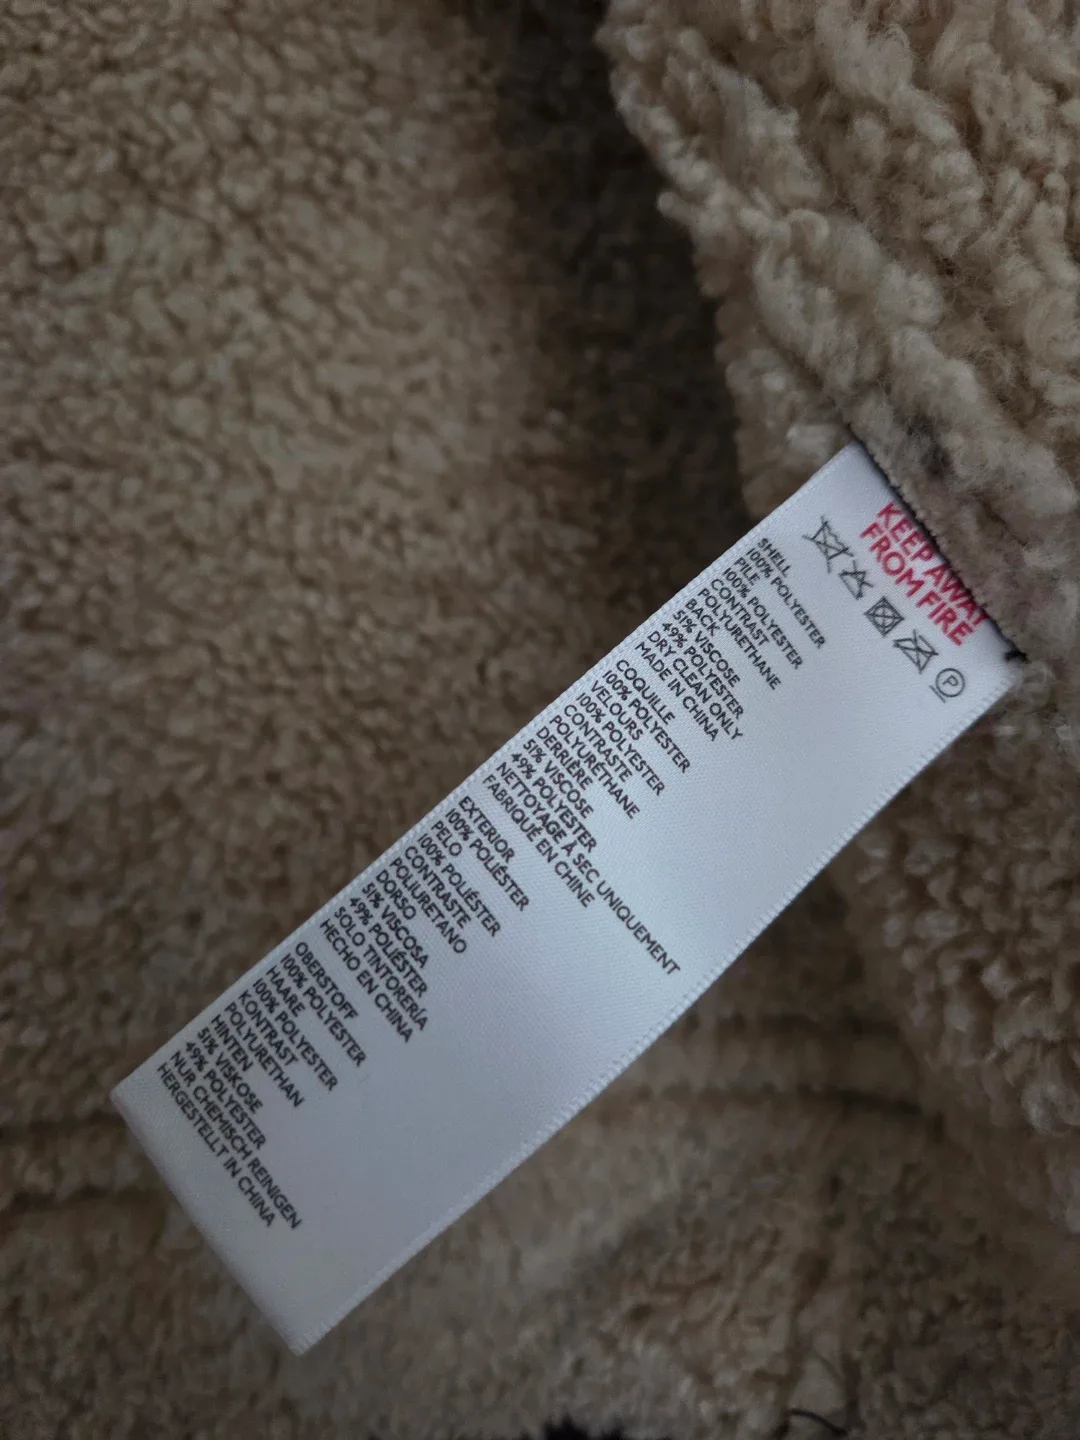 KEEP AWAY
FROM FIRE
P
SHELL
100% POLYESTER
PILE
100% POLYESTER
CONTRAST
POLYURETHANE
BACK
51% VISCOSE
49% POLYESTER
DRY CLEAN ONLY
MADE IN CHINA
COQUILLE
100% POLYESTER
VELOURS
100% POLYESTER
CONTRASTE
POLYURÉTHANE
DERRIÈRE
51% VISCOSE
49% POLYESTER
NETTOYAGE À SEC UNIQUEMENT
FABRIQUÉ EN CHINE
EXTERIOR
100% POLIÉSTER
PELO
100% POLIÉSTER
CONTRASTE
POLIURETANO
DORSO
51% VISCOSA
49% POLIÉSTER
SOLO TINTORERÍA
HECHO EN CHINA
OBERSTOFF
100% POLYESTER
HAARE
100% POLYESTER
KONTRAST
POLYURETHAN
HINTEN
51% VISKOSE
49% POLYESTER
NUR CHEMISCH REINIGEN
HERGESTELLT IN CHINA